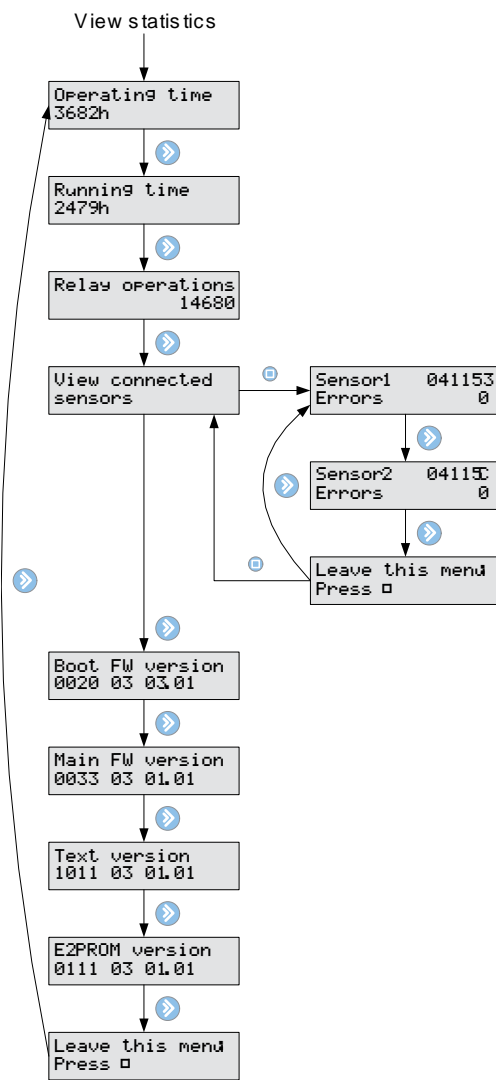 View statistics
Operating time
3682h
Running time
2479h
Relay operations
14680
View connected
sensors
Sensor1 041153
Errors 0
Sensor2 04115C
Errors 0
Leave this menu
Press □
Boot FW version
0020 03 03.01
Main FW version
0033 03 01.01
Text version
1011 03 01.01
E2PROM version
0111 03 01.01
Leave this menu
Press □